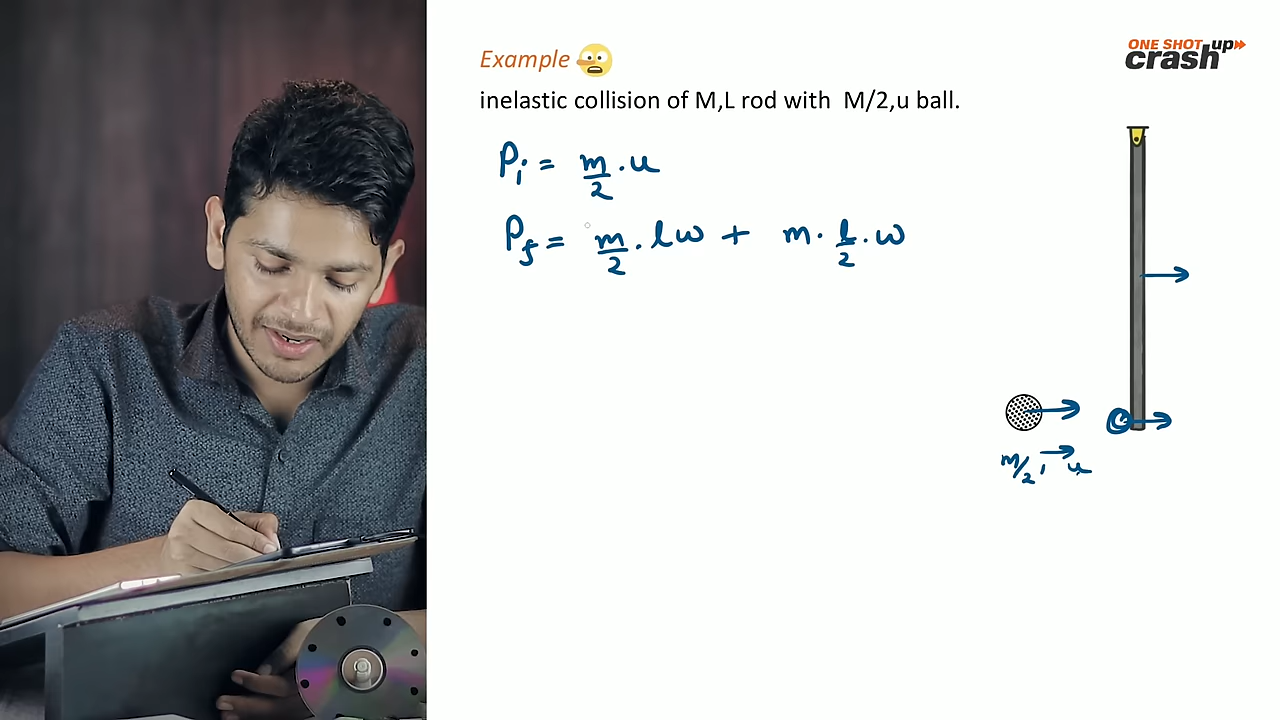 Example
ONE SHOT up
crash
inelastic collision of M,L rod with M/2,u ball.
Pi = m/2 . u
Pf = m/2 . lω + m . l/2 . ω
m/2, u